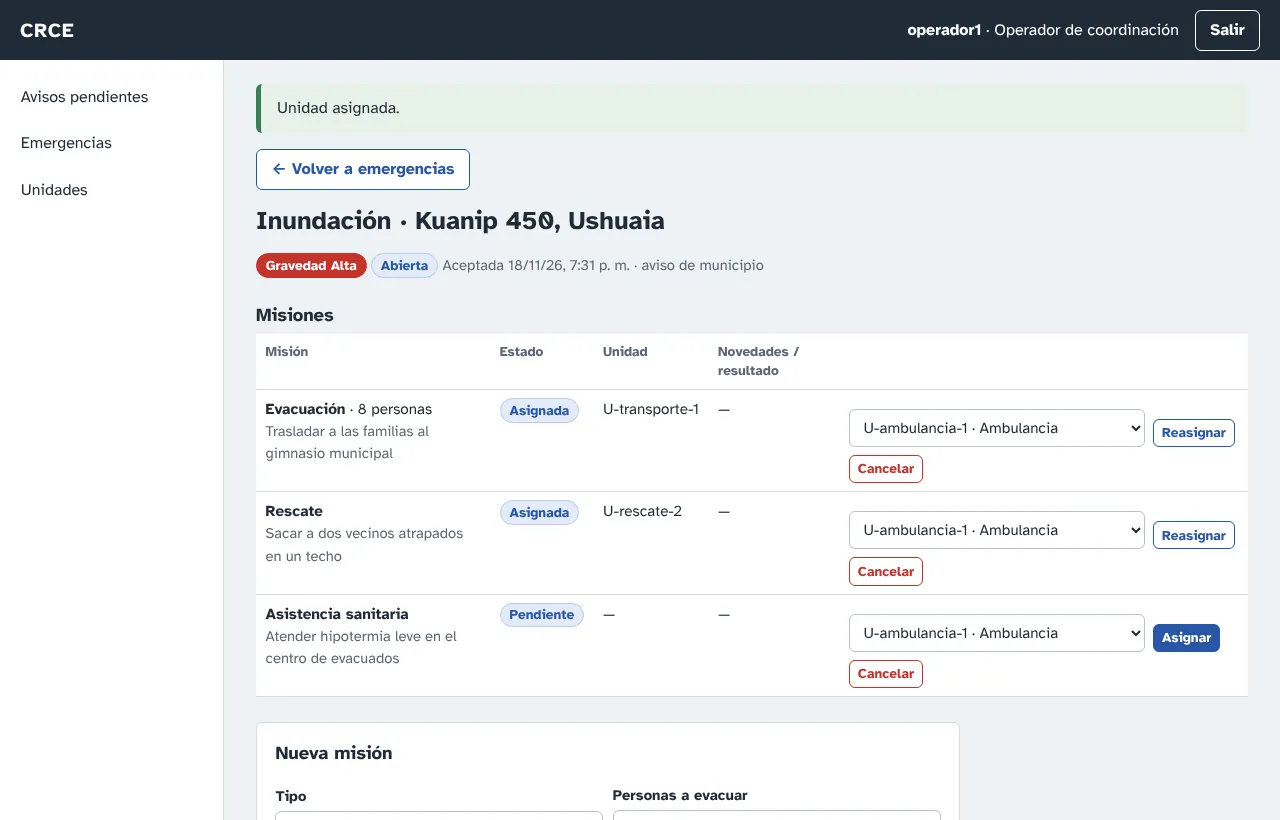 CRCE
operador1 · Operador de coordinación
Salir
Avisos pendientes
Emergencias
Unidades
Unidad asignada.
← Volver a emergencias
Inundación · Kuanip 450, Ushuaia
Gravedad Alta
Abierta
Aceptada 18/11/26, 7:31 p. m. · aviso de municipio
Misiones
Misión
Estado
Unidad
Novedades /
resultado
Evacuación · 8 personas
Trasladar a las familias al
gimnasio municipal
Asignada
U-transporte-1
—
U-ambulancia-1 · Ambulancia
Reasignar
Cancelar
Rescate
Sacar a dos vecinos atrapados
en un techo
Asignada
U-rescate-2
—
U-ambulancia-1 · Ambulancia
Reasignar
Cancelar
Asistencia sanitaria
Atender hipotermia leve en el
centro de evacuados
Pendiente
—
—
U-ambulancia-1 · Ambulancia
Asignar
Cancelar
Nueva misión
Tipo
Personas a evacuar